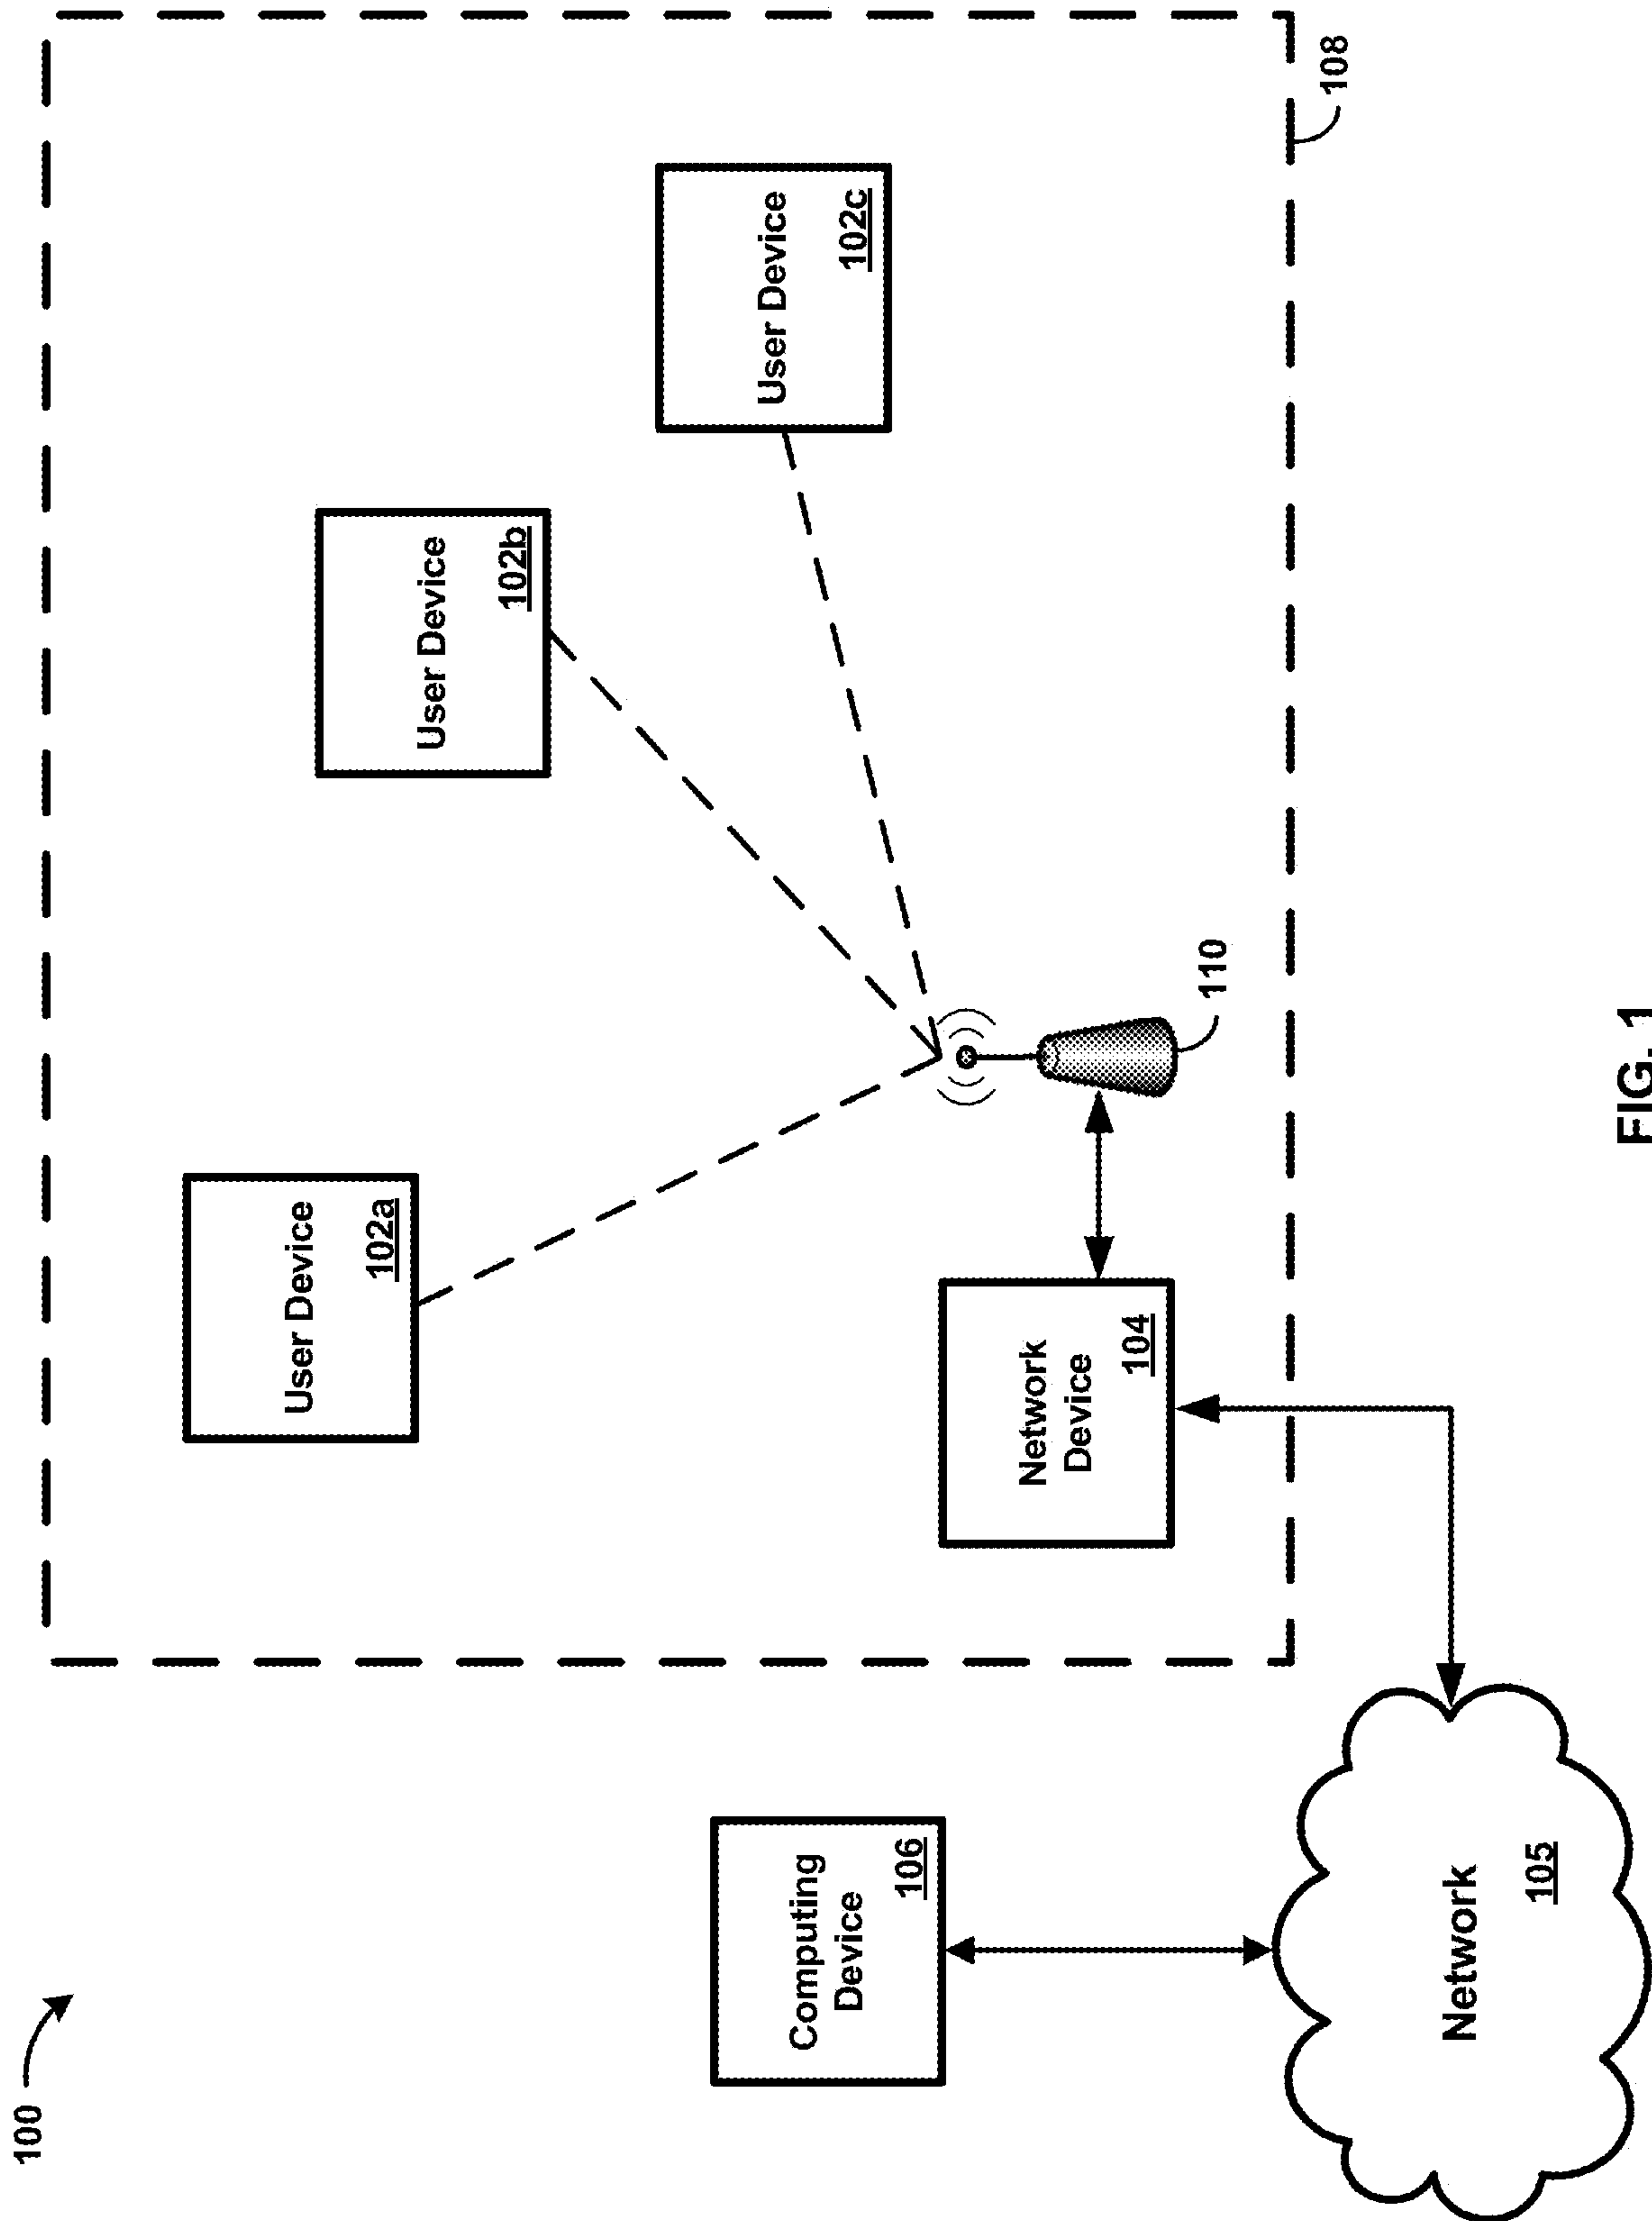 100
User Device
102a
User Device
102b
User Device
102c
Computing
Device
106
Network
Device
104
110
108
Network
105
FIG. 1